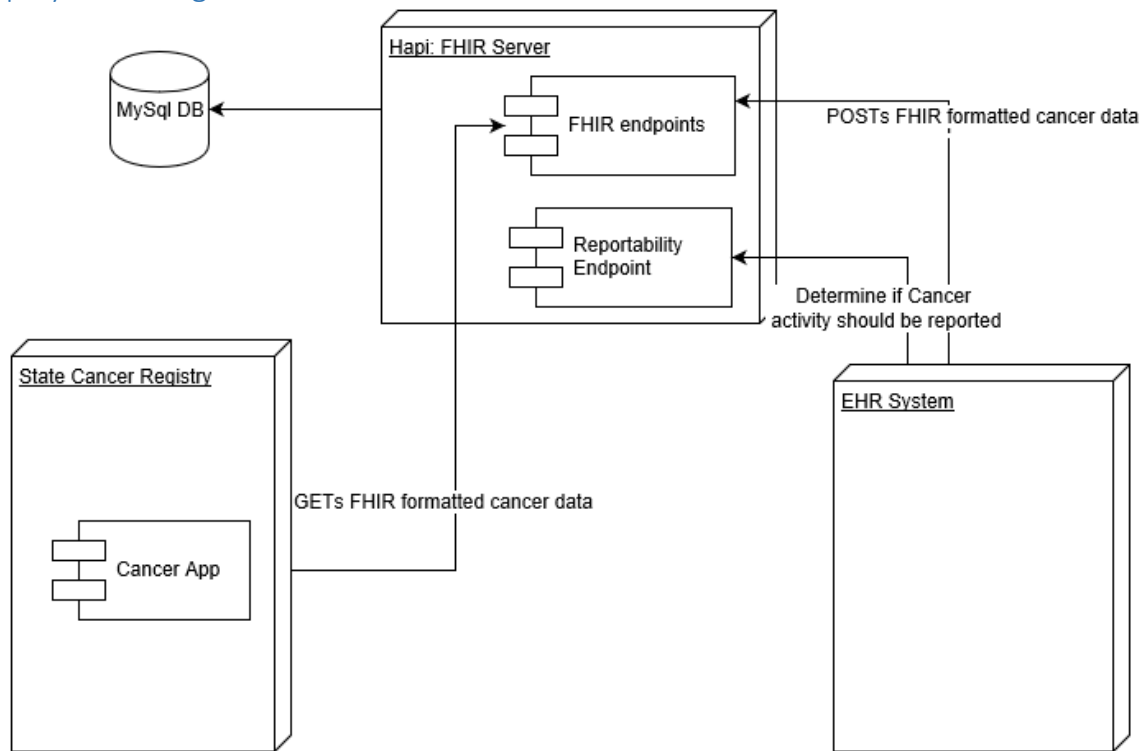 Hapi: FHIR Server
MySql DB
FHIR endpoints
POSTs FHIR formatted cancer data
Reportability
Endpoint
Determine if Cancer
activity should be reported
State Cancer Registry
EHR System
GETs FHIR formatted cancer data
Cancer App